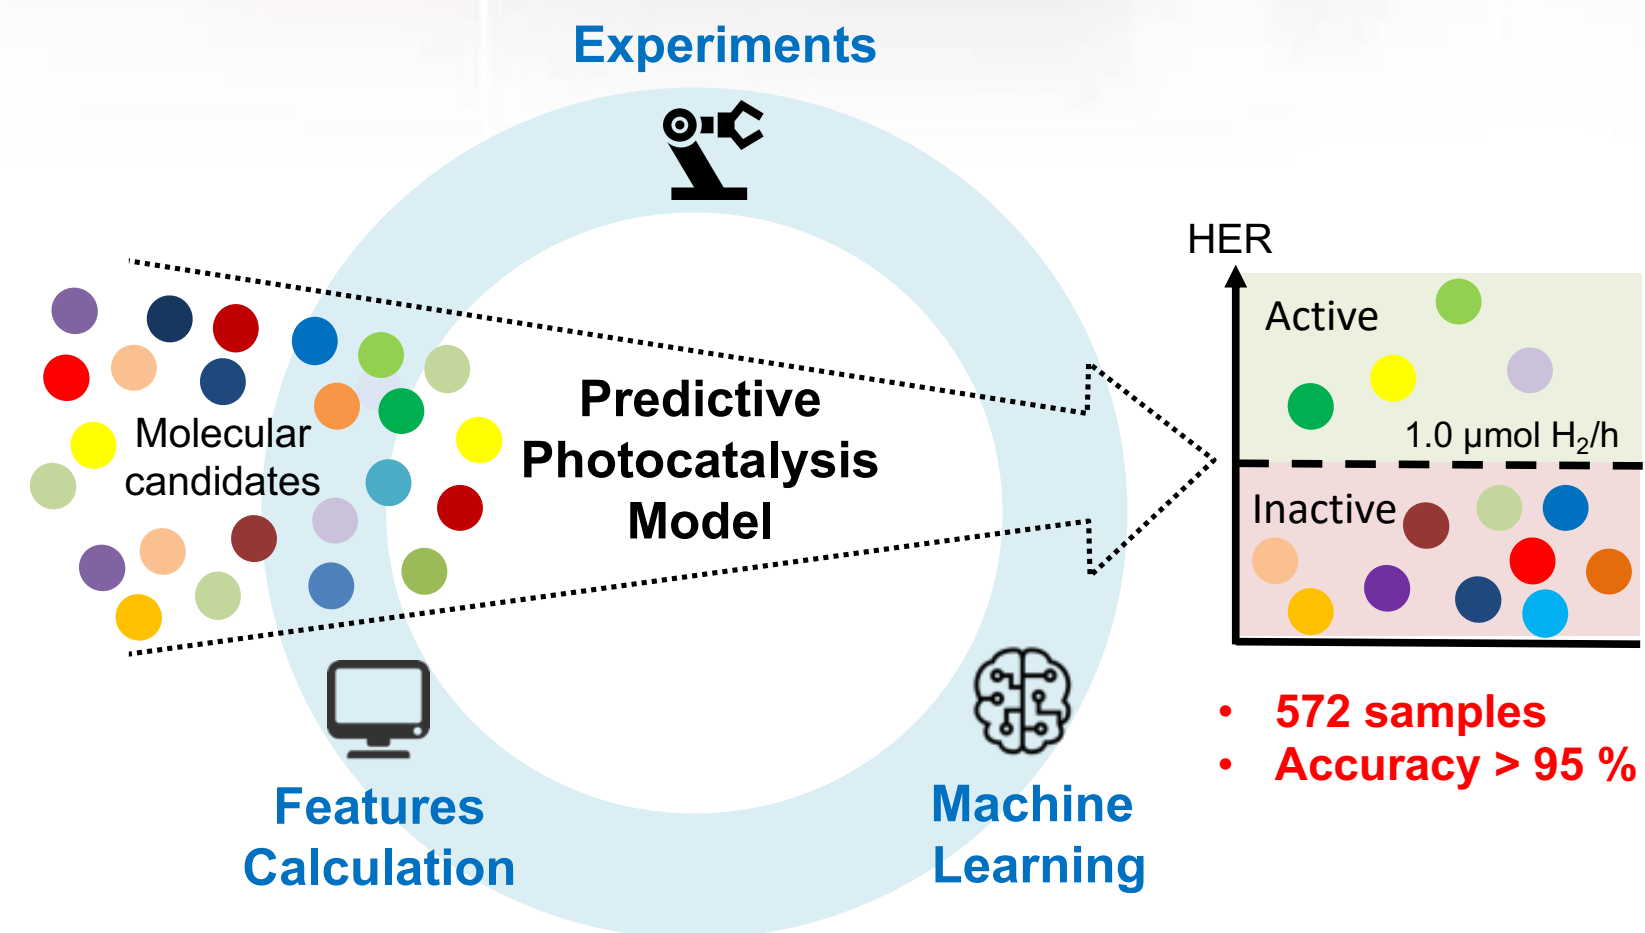 Experiments
HER
Active
Molecular
candidates
Predictive
Photocatalysis
Model
1.0 μmol H₂/h
Inactive
• 572 samples
• Accuracy > 95 %
Features
Calculation
Machine
Learning